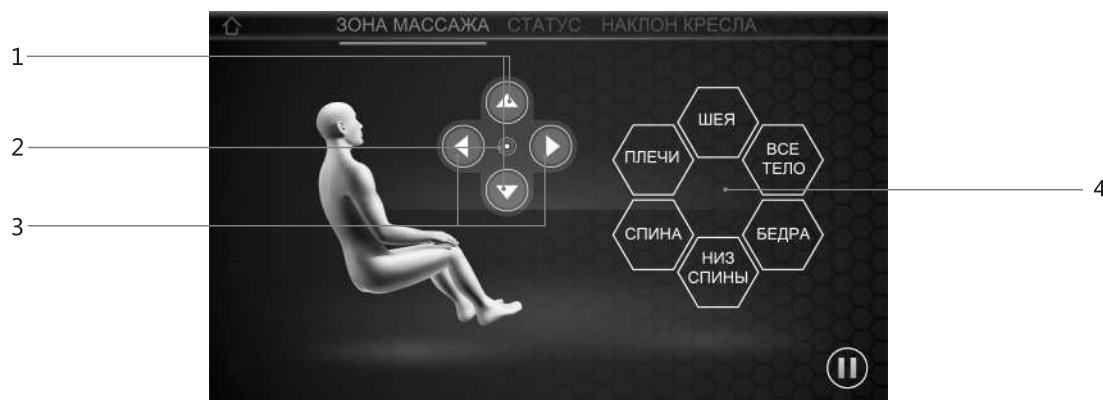 ЗОНА МАССАЖА СТАТУС НАКЛОН КРЕСЛА
1
2
3
4
ШЕЯ
ПЛЕЧИ
ВСЕ
ТЕЛО
СПИНА
БЕДРА
НИЗ
СПИНЫ